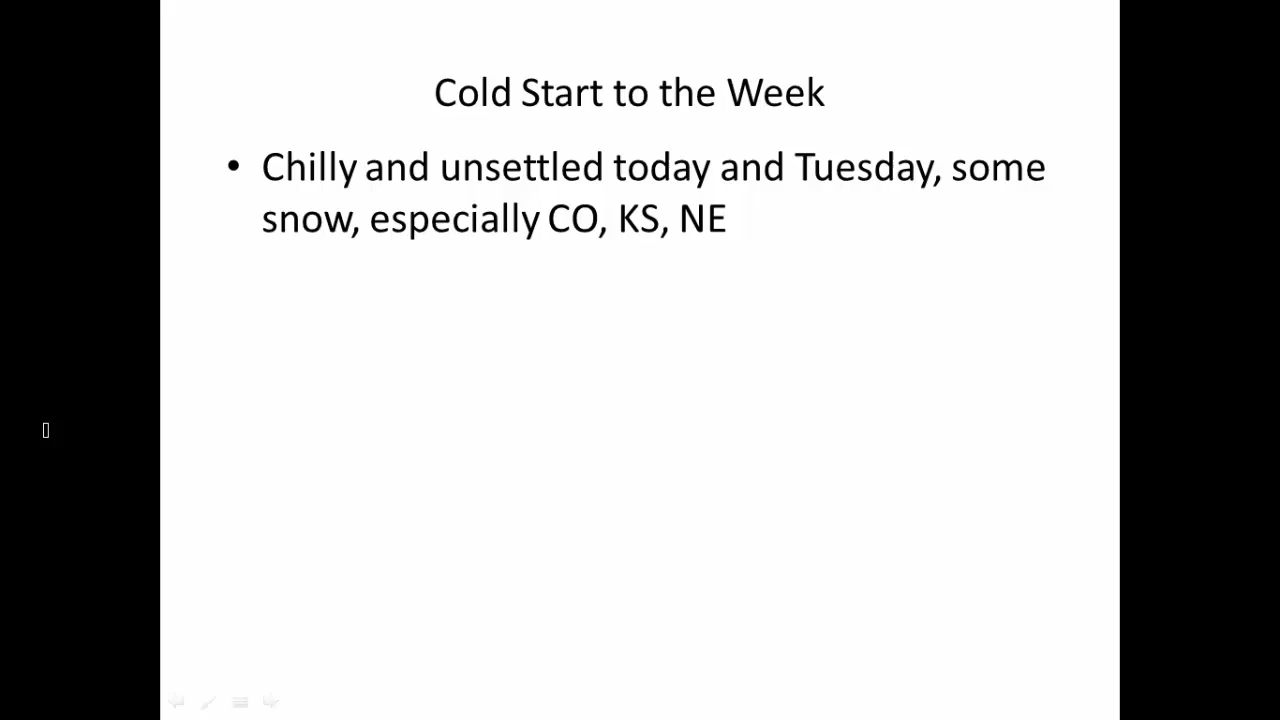 Cold Start to the Week
• Chilly and unsettled today and Tuesday, some
snow, especially CO, KS, NE